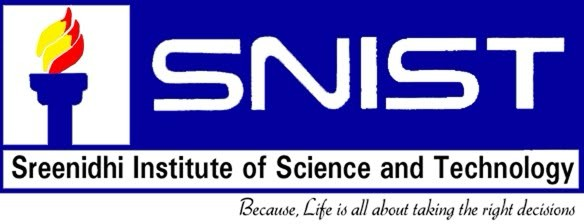 SNIST
Sreenidhi Institute of Science and Technology
Because, Life is all about taking the right decisions